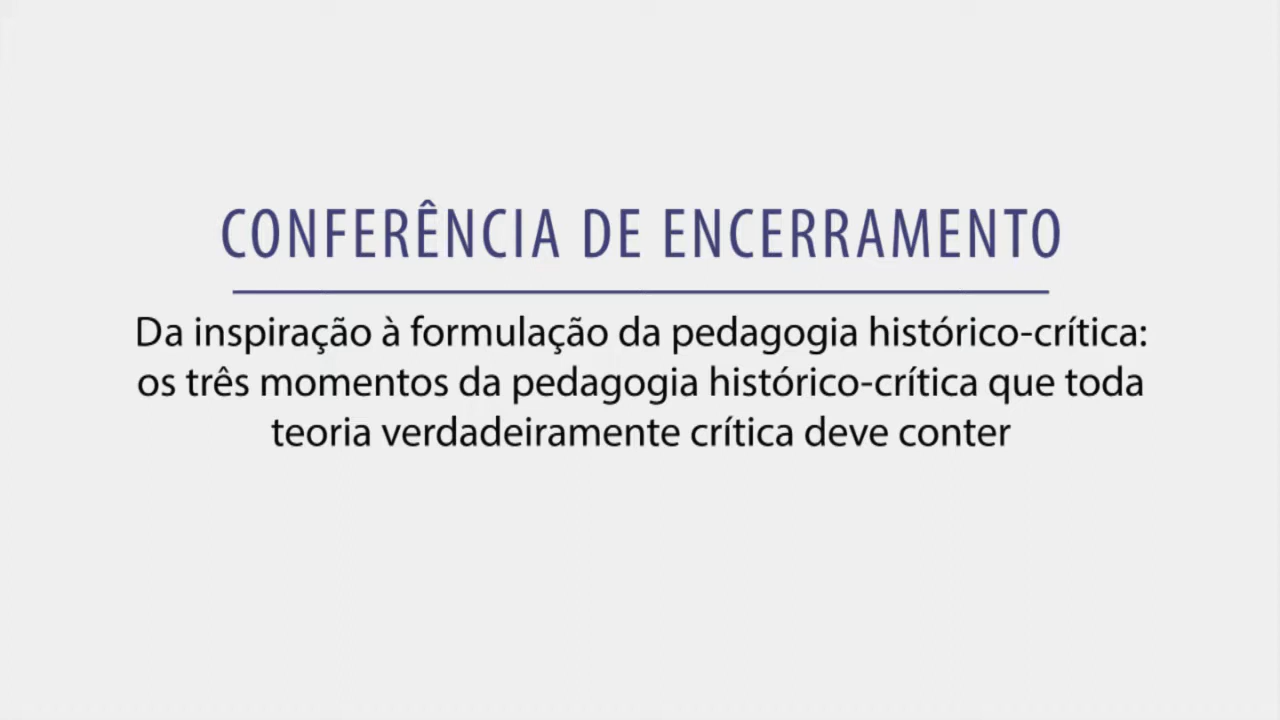 CONFERÊNCIA DE ENCERRAMENTO
Da inspiração à formulação da pedagogia histórico-crítica:
os três momentos da pedagogia histórico-crítica que toda
teoria verdadeiramente crítica deve conter